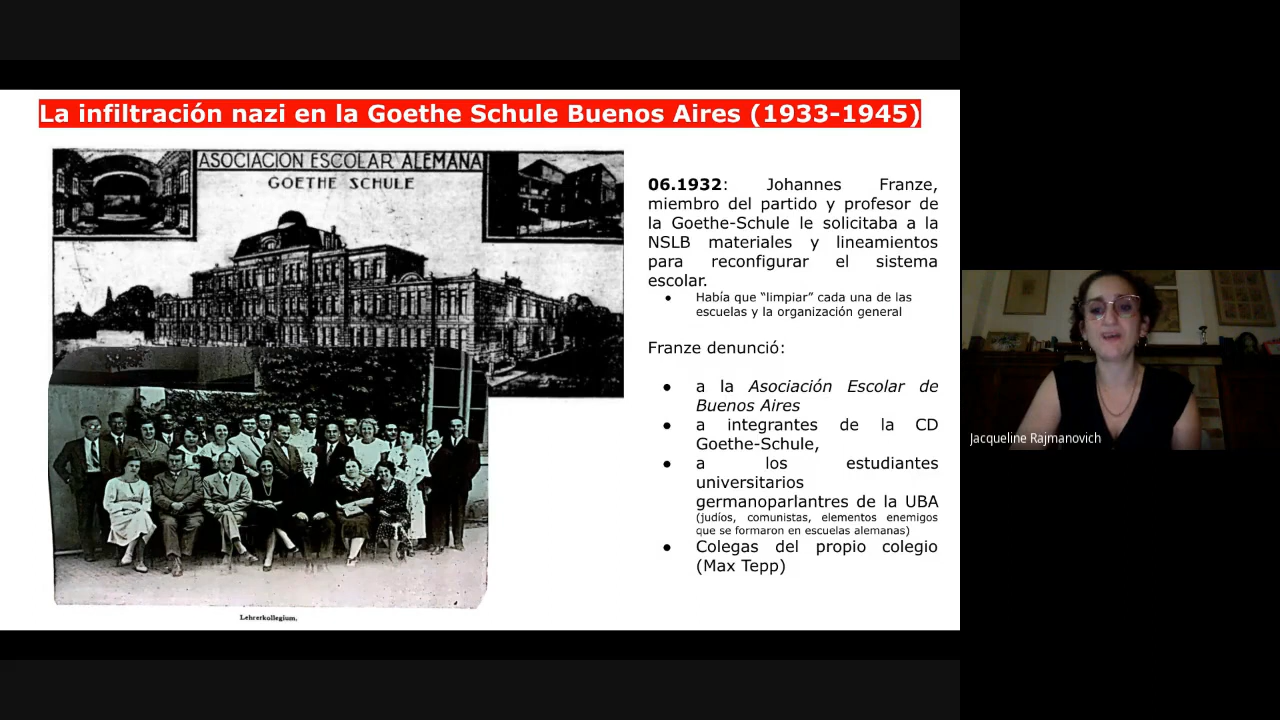 La infiltración nazi en la Goethe Schule Buenos Aires (1933-1945)
ASOCIACION ESCOLAR ALEMANA
GOETHE SCHULE
Lehrerkollegium.
06.1932: Johannes Franze,
miembro del partido y profesor de
la Goethe-Schule le solicitaba a la
NSLB materiales y lineamientos
para reconfigurar el sistema
escolar.
● Había que “limpiar” cada una de las
escuelas y la organización general
Franze denunció:
● a la Asociación Escolar de
Buenos Aires
● a integrantes de la CD
Goethe-Schule,
● a los estudiantes
universitarios
germanoparlantres de la UBA
(judíos, comunistas, elementos enemigos
que se formaron en escuelas alemanas)
● Colegas del propio colegio
(Max Tepp)
Jacqueline Rajmanovich